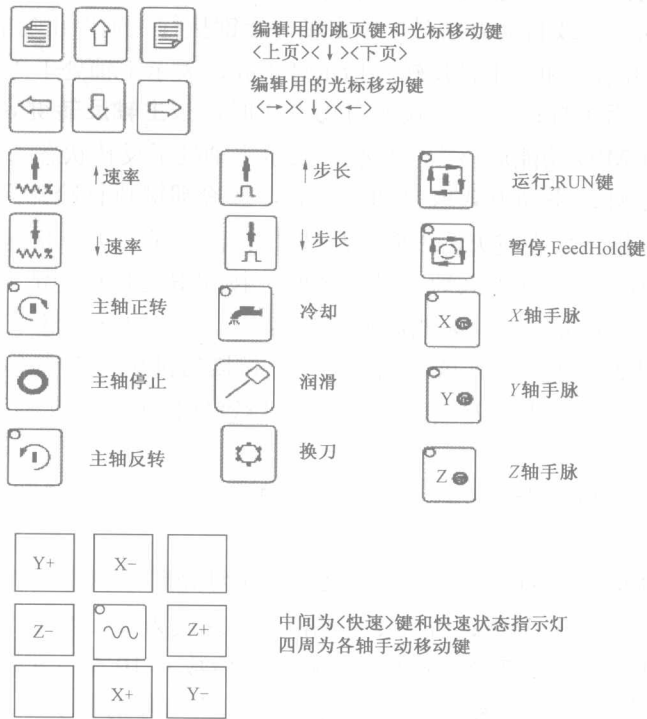 编辑用的跳页键和光标移动键
<上页><↓><下页>
编辑用的光标移动键
<→><↓><←>
% ↑速率 ↑步长 运行,RUN键
% ↓速率 ↓步长 暂停,FeedHold键
主轴正转 冷却 X X轴手脉
主轴停止 润滑 Y Y轴手脉
主轴反转 换刀 Z Z轴手脉
Y+ X−
Z− Z+
中间为<快速>键和快速状态指示灯
四周为各轴手动移动键
X+ Y−